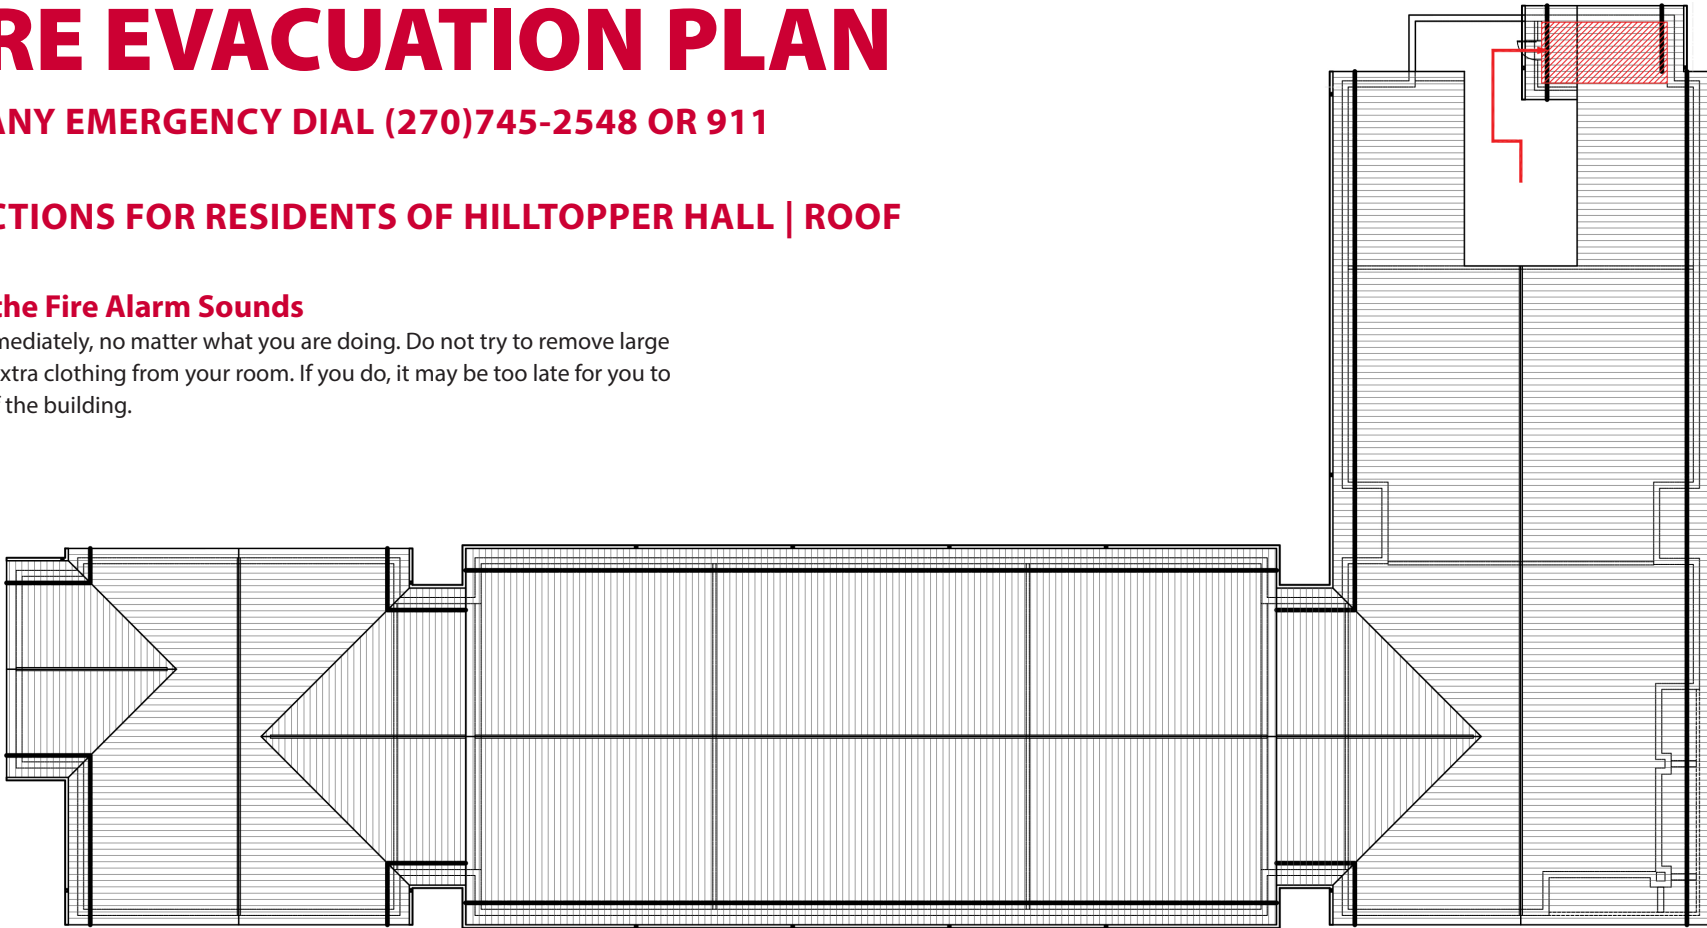 RE EVACUATION PLAN
ANY EMERGENCY DIAL (270)745-2548 OR 911
CTIONS FOR RESIDENTS OF HILLTOPPER HALL | ROOF
the Fire Alarm Sounds
mediately, no matter what you are doing. Do not try to remove large
xtra clothing from your room. If you do, it may be too late for you to
the building.